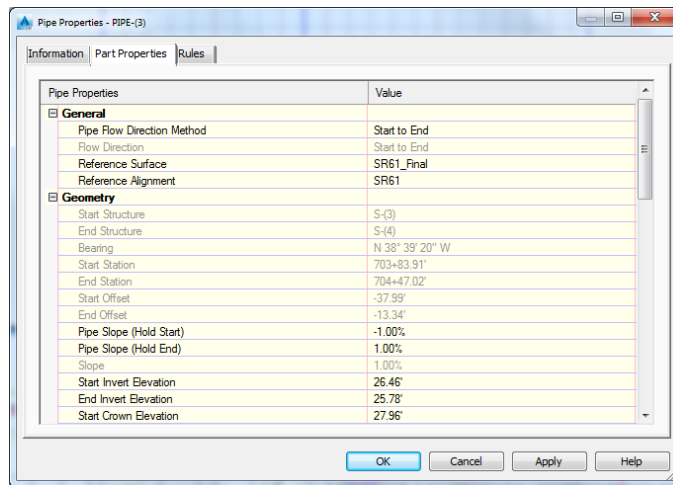 Pipe Properties - PIPE-(3)
Information Part Properties Rules
Pipe Properties Value
General
Pipe Flow Direction Method Start to End
Flow Direction Start to End
Reference Surface SR61_Final
Reference Alignment SR61
Geometry
Start Structure S-(3)
End Structure S-(4)
Bearing N 38° 39' 20" W
Start Station 703+83.91'
End Station 704+47.02'
Start Offset -37.99'
End Offset -13.34'
Pipe Slope (Hold Start) -1.00%
Pipe Slope (Hold End) 1.00%
Slope 1.00%
Start Invert Elevation 26.46'
End Invert Elevation 25.78'
Start Crown Elevation 27.96'
OK Cancel Apply Help